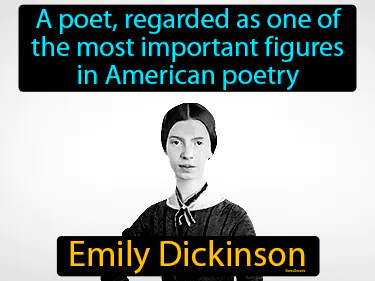 A poet, regarded as one of
the most important figures
in American poetry
Emily Dickinson